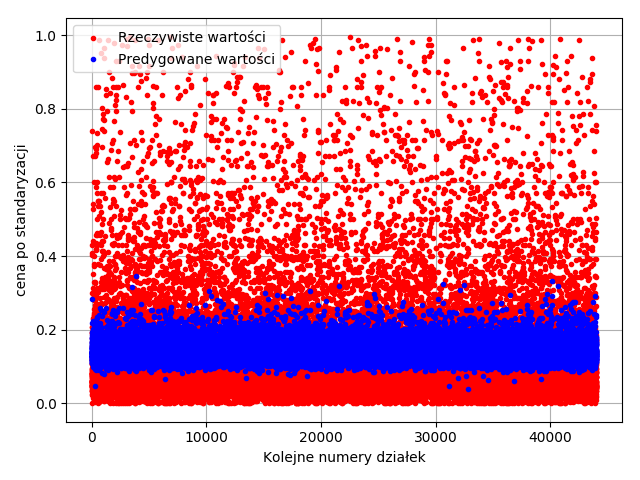 Rzeczywiste wartości
Predygowane wartości
cena po standaryzacji
1.0
0.8
0.6
0.4
0.2
0.0
0
10000
20000
30000
40000
Kolejne numery działek